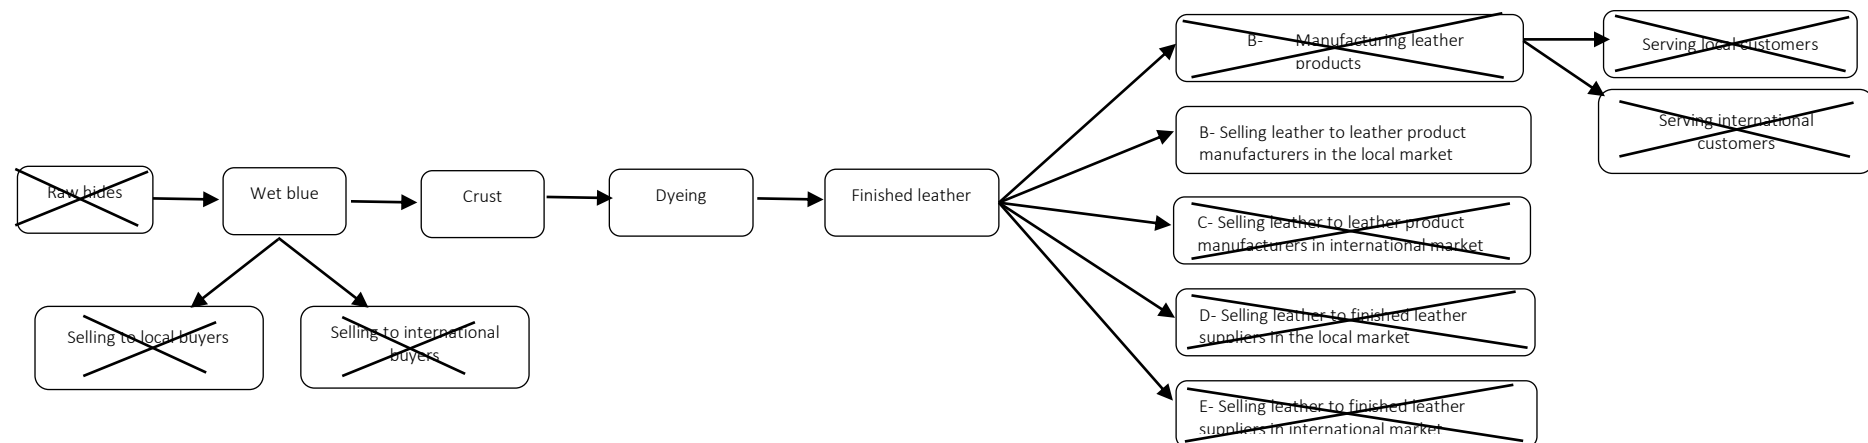 Raw hides
Wet blue
Crust
Dyeing
Finished leather
Selling to local buyers
Selling to international
buyers
B- Manufacturing leather
products
Serving local customers
Serving international
customers
B- Selling leather to leather product
manufacturers in the local market
C- Selling leather to leather product
manufacturers in international market
D- Selling leather to finished leather
suppliers in the local market
E- Selling leather to finished leather
suppliers in international market